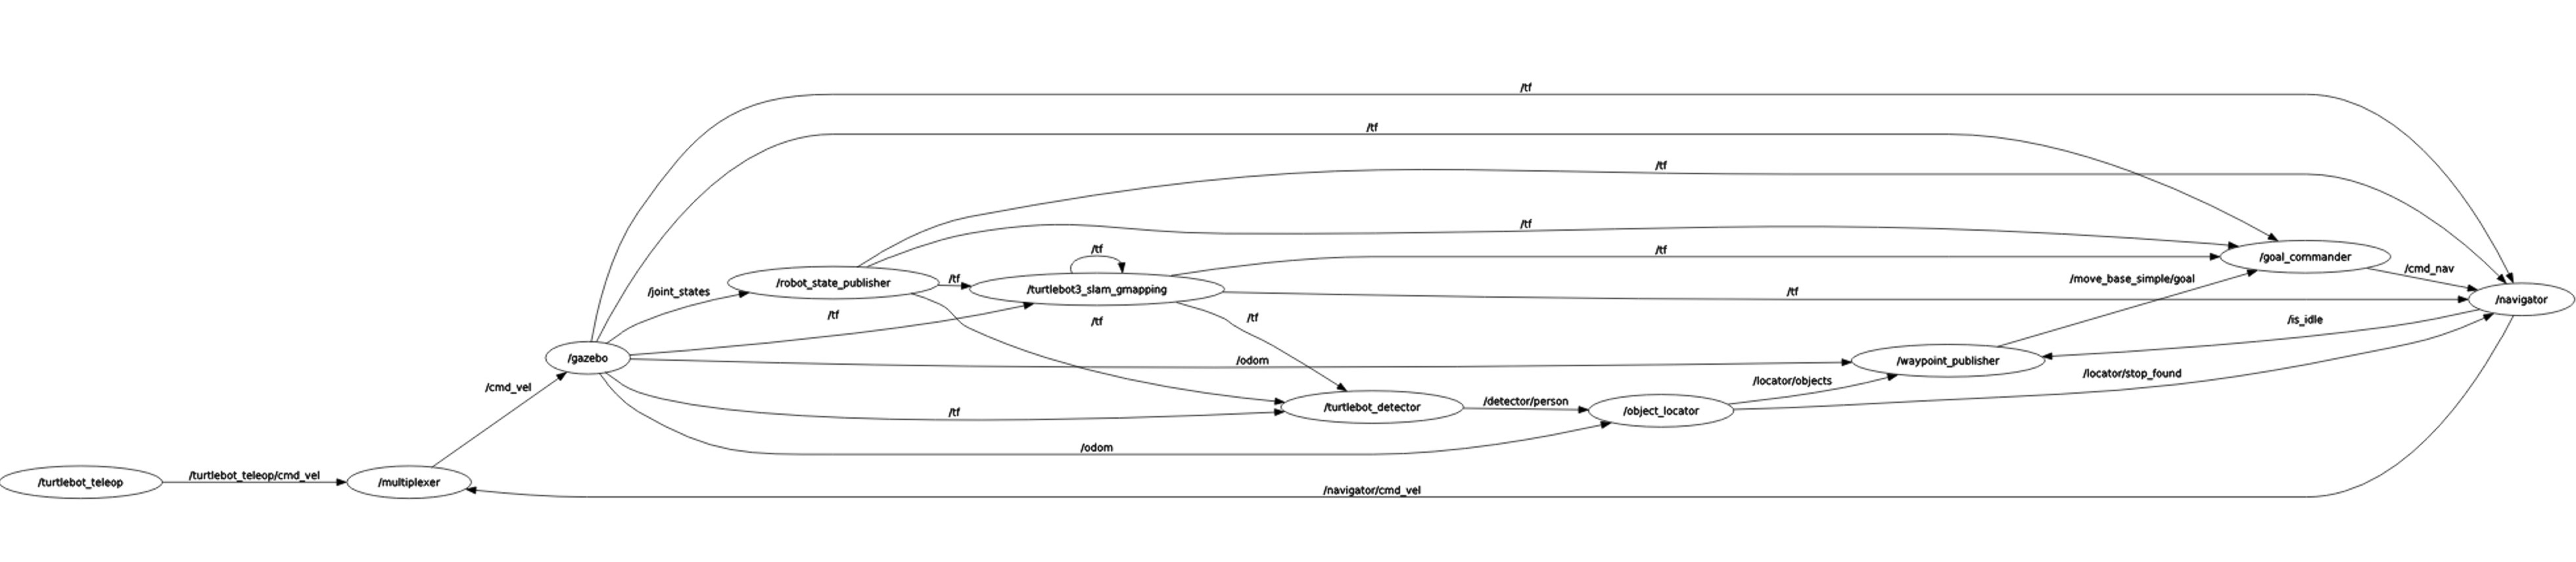 /tf
/tf
/tf
/tf
/tf
/tf
/goal_commander
/cmd_nav
/move_base_simple/goal
/tf
/robot_state_publisher
/turtlebot3_slam_gmapping
/joint_states
/tf
/navigator
/tf
/tf
/tf
/is_idle
/gazebo
/odom
/waypoint_publisher
/locator/stop_found
/locator/objects
/cmd_vel
/detector/person
/turtlebot_detector
/object_locator
/tf
/odom
/turtlebot_teleop
/turtlebot_teleop/cmd_vel
/multiplexer
/navigator/cmd_vel